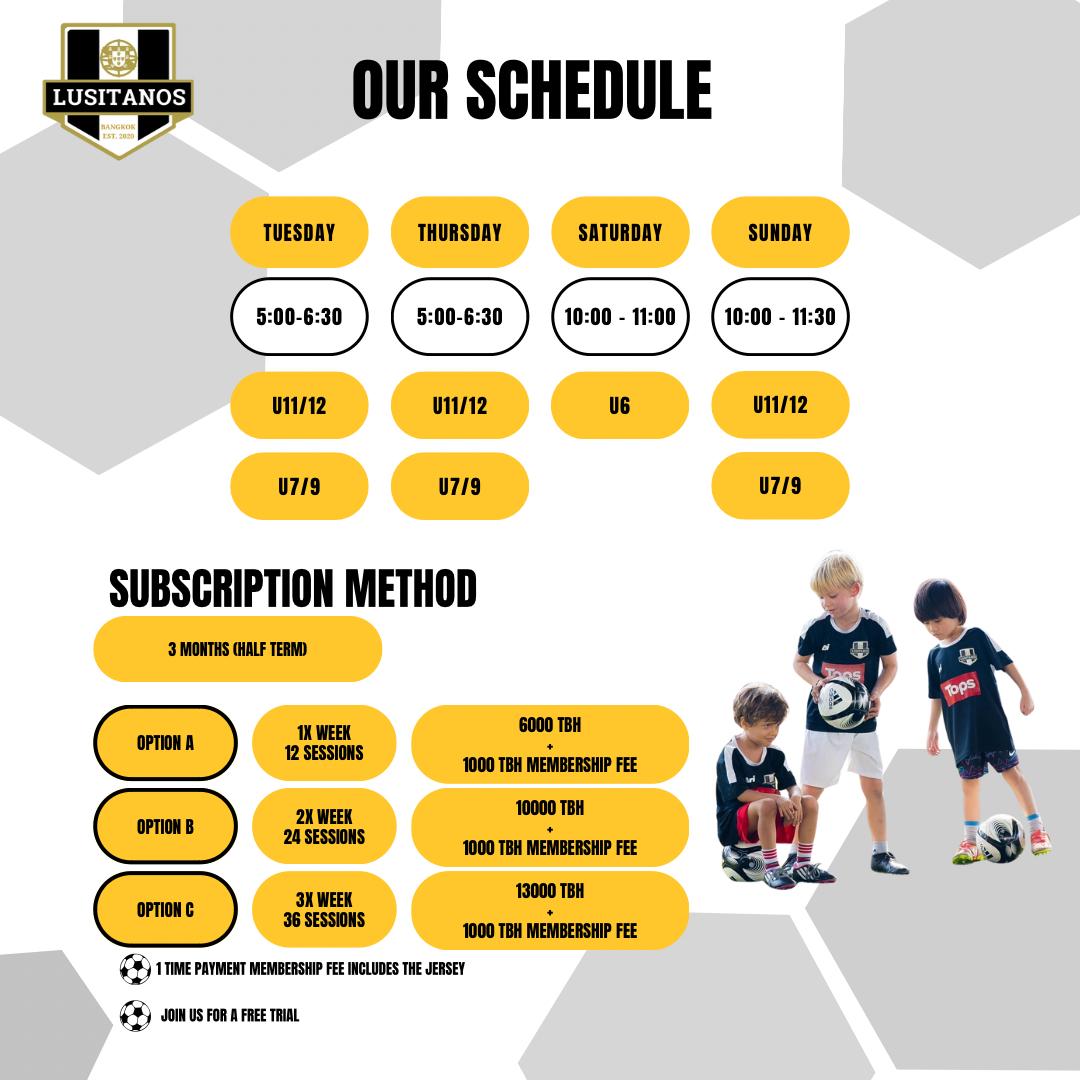 LUSITANOS
BANGKOK
EST. 2020
OUR SCHEDULE
TUESDAY THURSDAY SATURDAY SUNDAY
5:00-6:30 5:00-6:30 10:00 - 11:00 10:00 - 11:30
U11/12 U11/12 U6 U11/12
U7/9 U7/9 U7/9
SUBSCRIPTION METHOD
3 MONTHS (HALF TERM)
OPTION A
1X WEEK
12 SESSIONS
6000 TBH
+
1000 TBH MEMBERSHIP FEE
OPTION B
2X WEEK
24 SESSIONS
10000 TBH
+
1000 TBH MEMBERSHIP FEE
OPTION C
3X WEEK
36 SESSIONS
13000 TBH
+
1000 TBH MEMBERSHIP FEE
1 TIME PAYMENT MEMBERSHIP FEE INCLUDES THE JERSEY
JOIN US FOR A FREE TRIAL
LUSITANOS
Tops
LUSITANOS
Tops
adidas